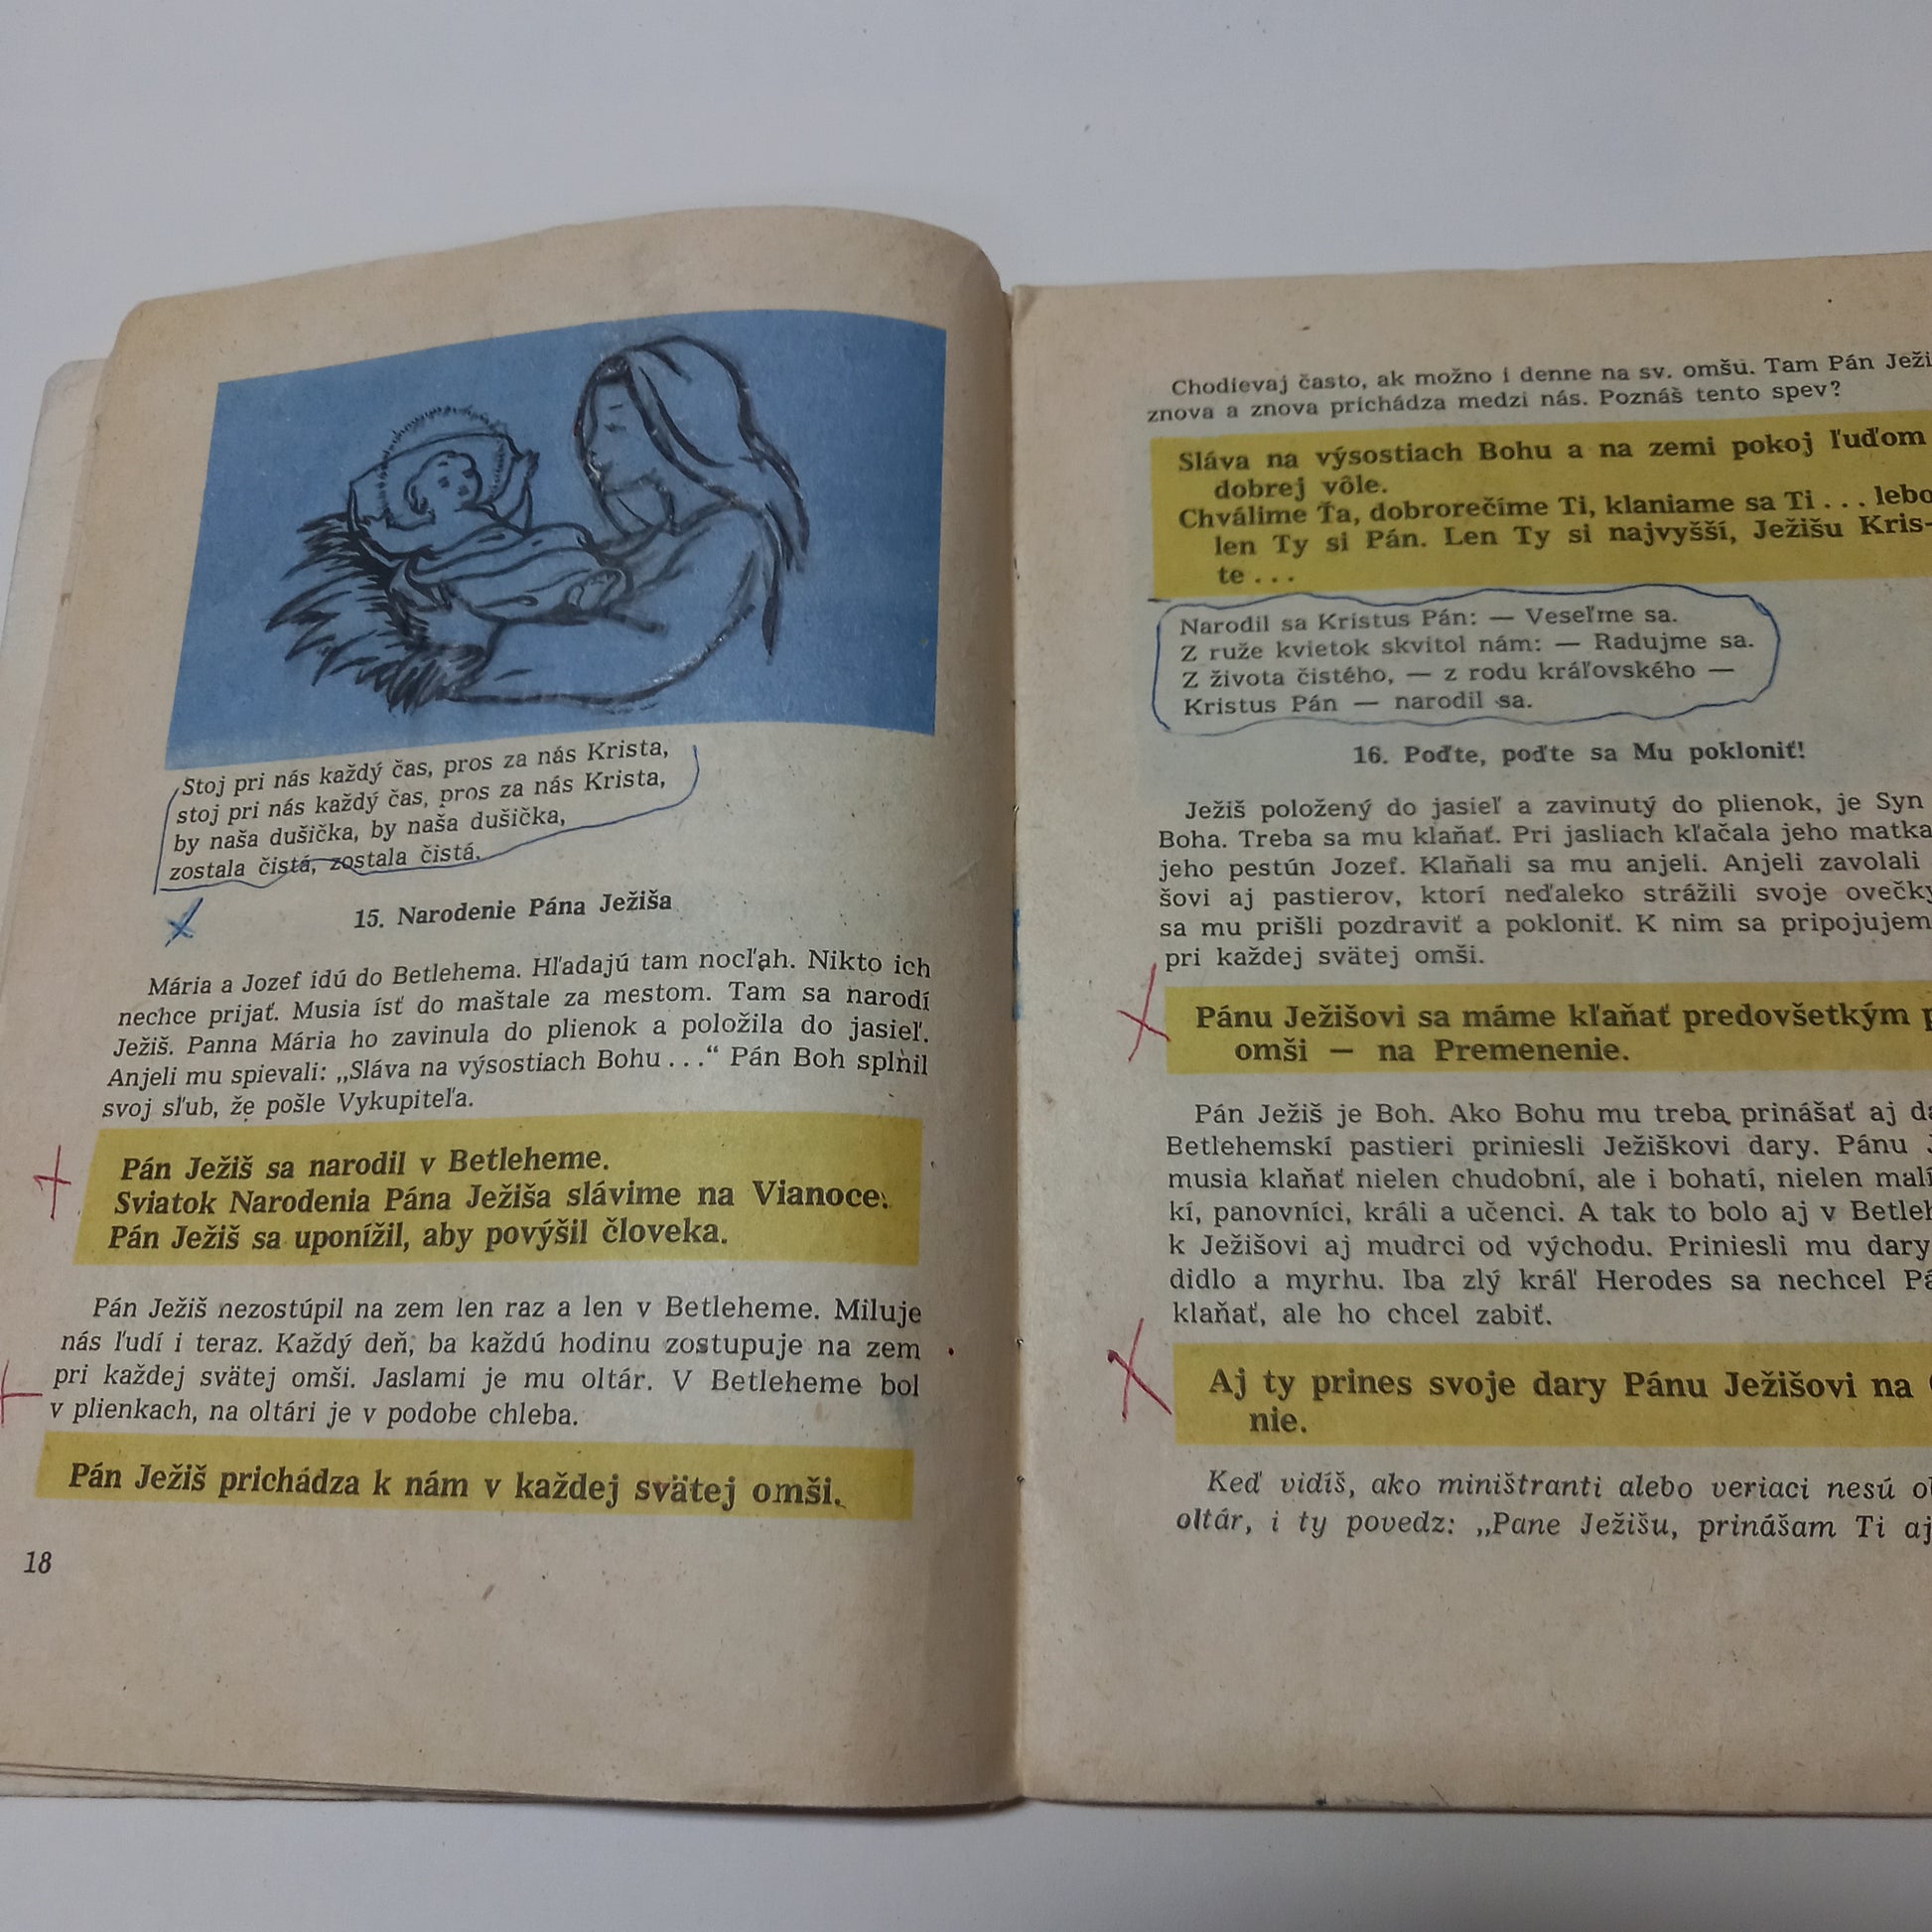 Stoj pri nás každý čas, pros za nás Krista,
stoj pri nás každý čas, pros za nás Krista,
by naša dušička, by naša dušička,
zostala čistá, zostala čistá.
15. Narodenie Pána Ježiša
Mária a Jozef idú do Betlehema. Hľadajú tam nocľah. Nikto ich
nechce prijať. Musia ísť do maštale za mestom. Tam sa narodí
Ježiš. Panna Mária ho zavinula do plienok a položila do jasieľ.
Anjeli mu spievali: „Sláva na výsostiach Bohu . . .“ Pán Boh splnil
svoj sľub, že pošle Vykupiteľa.
Pán Ježiš sa narodil v Betleheme.
Sviatok Narodenia Pána Ježiša slávime na Vianoce.
Pán Ježiš sa uponížil, aby povýšil človeka.
Pán Ježiš nezostúpil na zem len raz a len v Betleheme. Miluje
nás ľudí i teraz. Každý deň, ba každú hodinu zostupuje na zem
pri každej svätej omši. Jaslami je mu oltár. V Betleheme bol
v plienkach, na oltári je v podobe chleba.
Pán Ježiš prichádza k nám v každej svätej omši.
18
Chodievaj často, ak možno i denne na sv. omšu. Tam Pán
znova a znova prichádza medzi nás. Poznáš tento spev?
Sláva na výsostiach Bohu a na zemi pokoj ľuďom
dobrej vôle.
Chválime Ťa, dobrorečíme Ti, klaniame sa Ti . . . lebo
len Ty si Pán. Len Ty si najvyšší, Ježišu Kris-
te . . .
Narodil sa Kristus Pán: — Veseľme sa.
Z ruže kvietok skvitol nám: — Radujme sa.
Z života čistého, — z rodu kráľovského —
Kristus Pán — narodil sa.
16. Poďte, poďte sa Mu pokloniť!
Ježiš položený do jasieľ a zavinutý do plienok, je Syn
Boha. Treba sa mu klaňať. Pri jasliach kľačala jeho matka
jeho pestún Jozef. Klaňali sa mu anjeli. Anjeli zavolali
šovi aj pastierov, ktorí neďaleko strážili svoje ovečky
sa mu prišli pozdraviť a pokloniť. K nim sa pripojujem
pri každej svätej omši.
Pánu Ježišovi sa máme kľaňať predovšetkým
omši — na Premenenie.
Pán Ježiš je Boh. Ako Bohu mu treba prinášať aj
Betlehemskí pastieri priniesli Ježiškovi dary. Pánu
musia klaňať nielen chudobní, ale i bohatí, nielen malí
kí, panovníci, králi a učenci. A tak to bolo aj v
k Ježišovi aj mudrci od východu. Priniesli mu dary
didlo a myrhu. Iba zlý kráľ Herodes sa nechcel
klaňať, ale ho chcel zabiť.
Aj ty prines svoje dary Pánu Ježišovi na
nie.
Keď vidíš, ako miništranti alebo veriaci nesú
oltár, i ty povedz: „Pane Ježišu, prinášam Ti aj